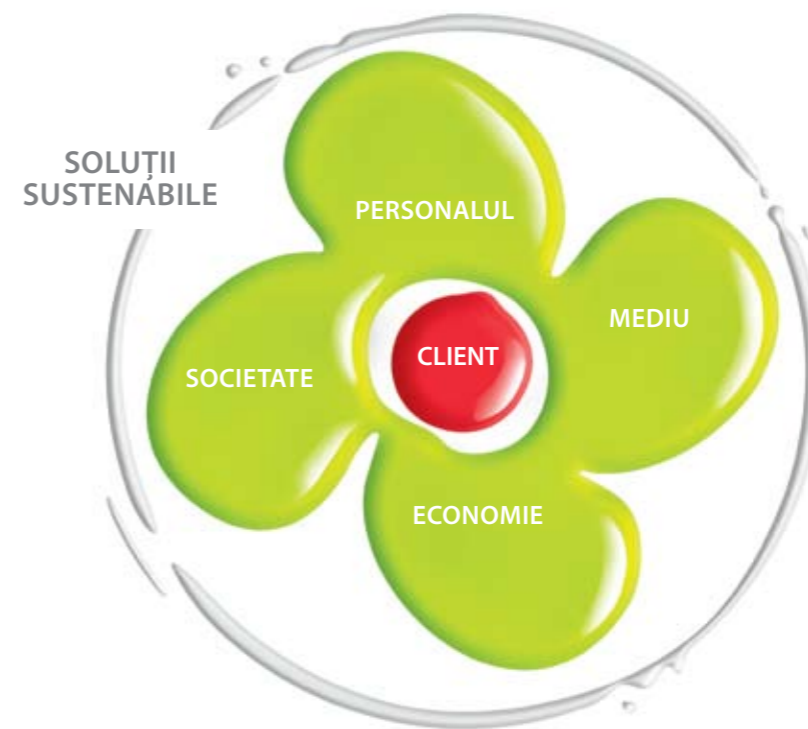 SOLUȚII
SUSTENABILE
PERSONALUL
MEDIU
CLIENT
SOCIETATE
ECONOMIE